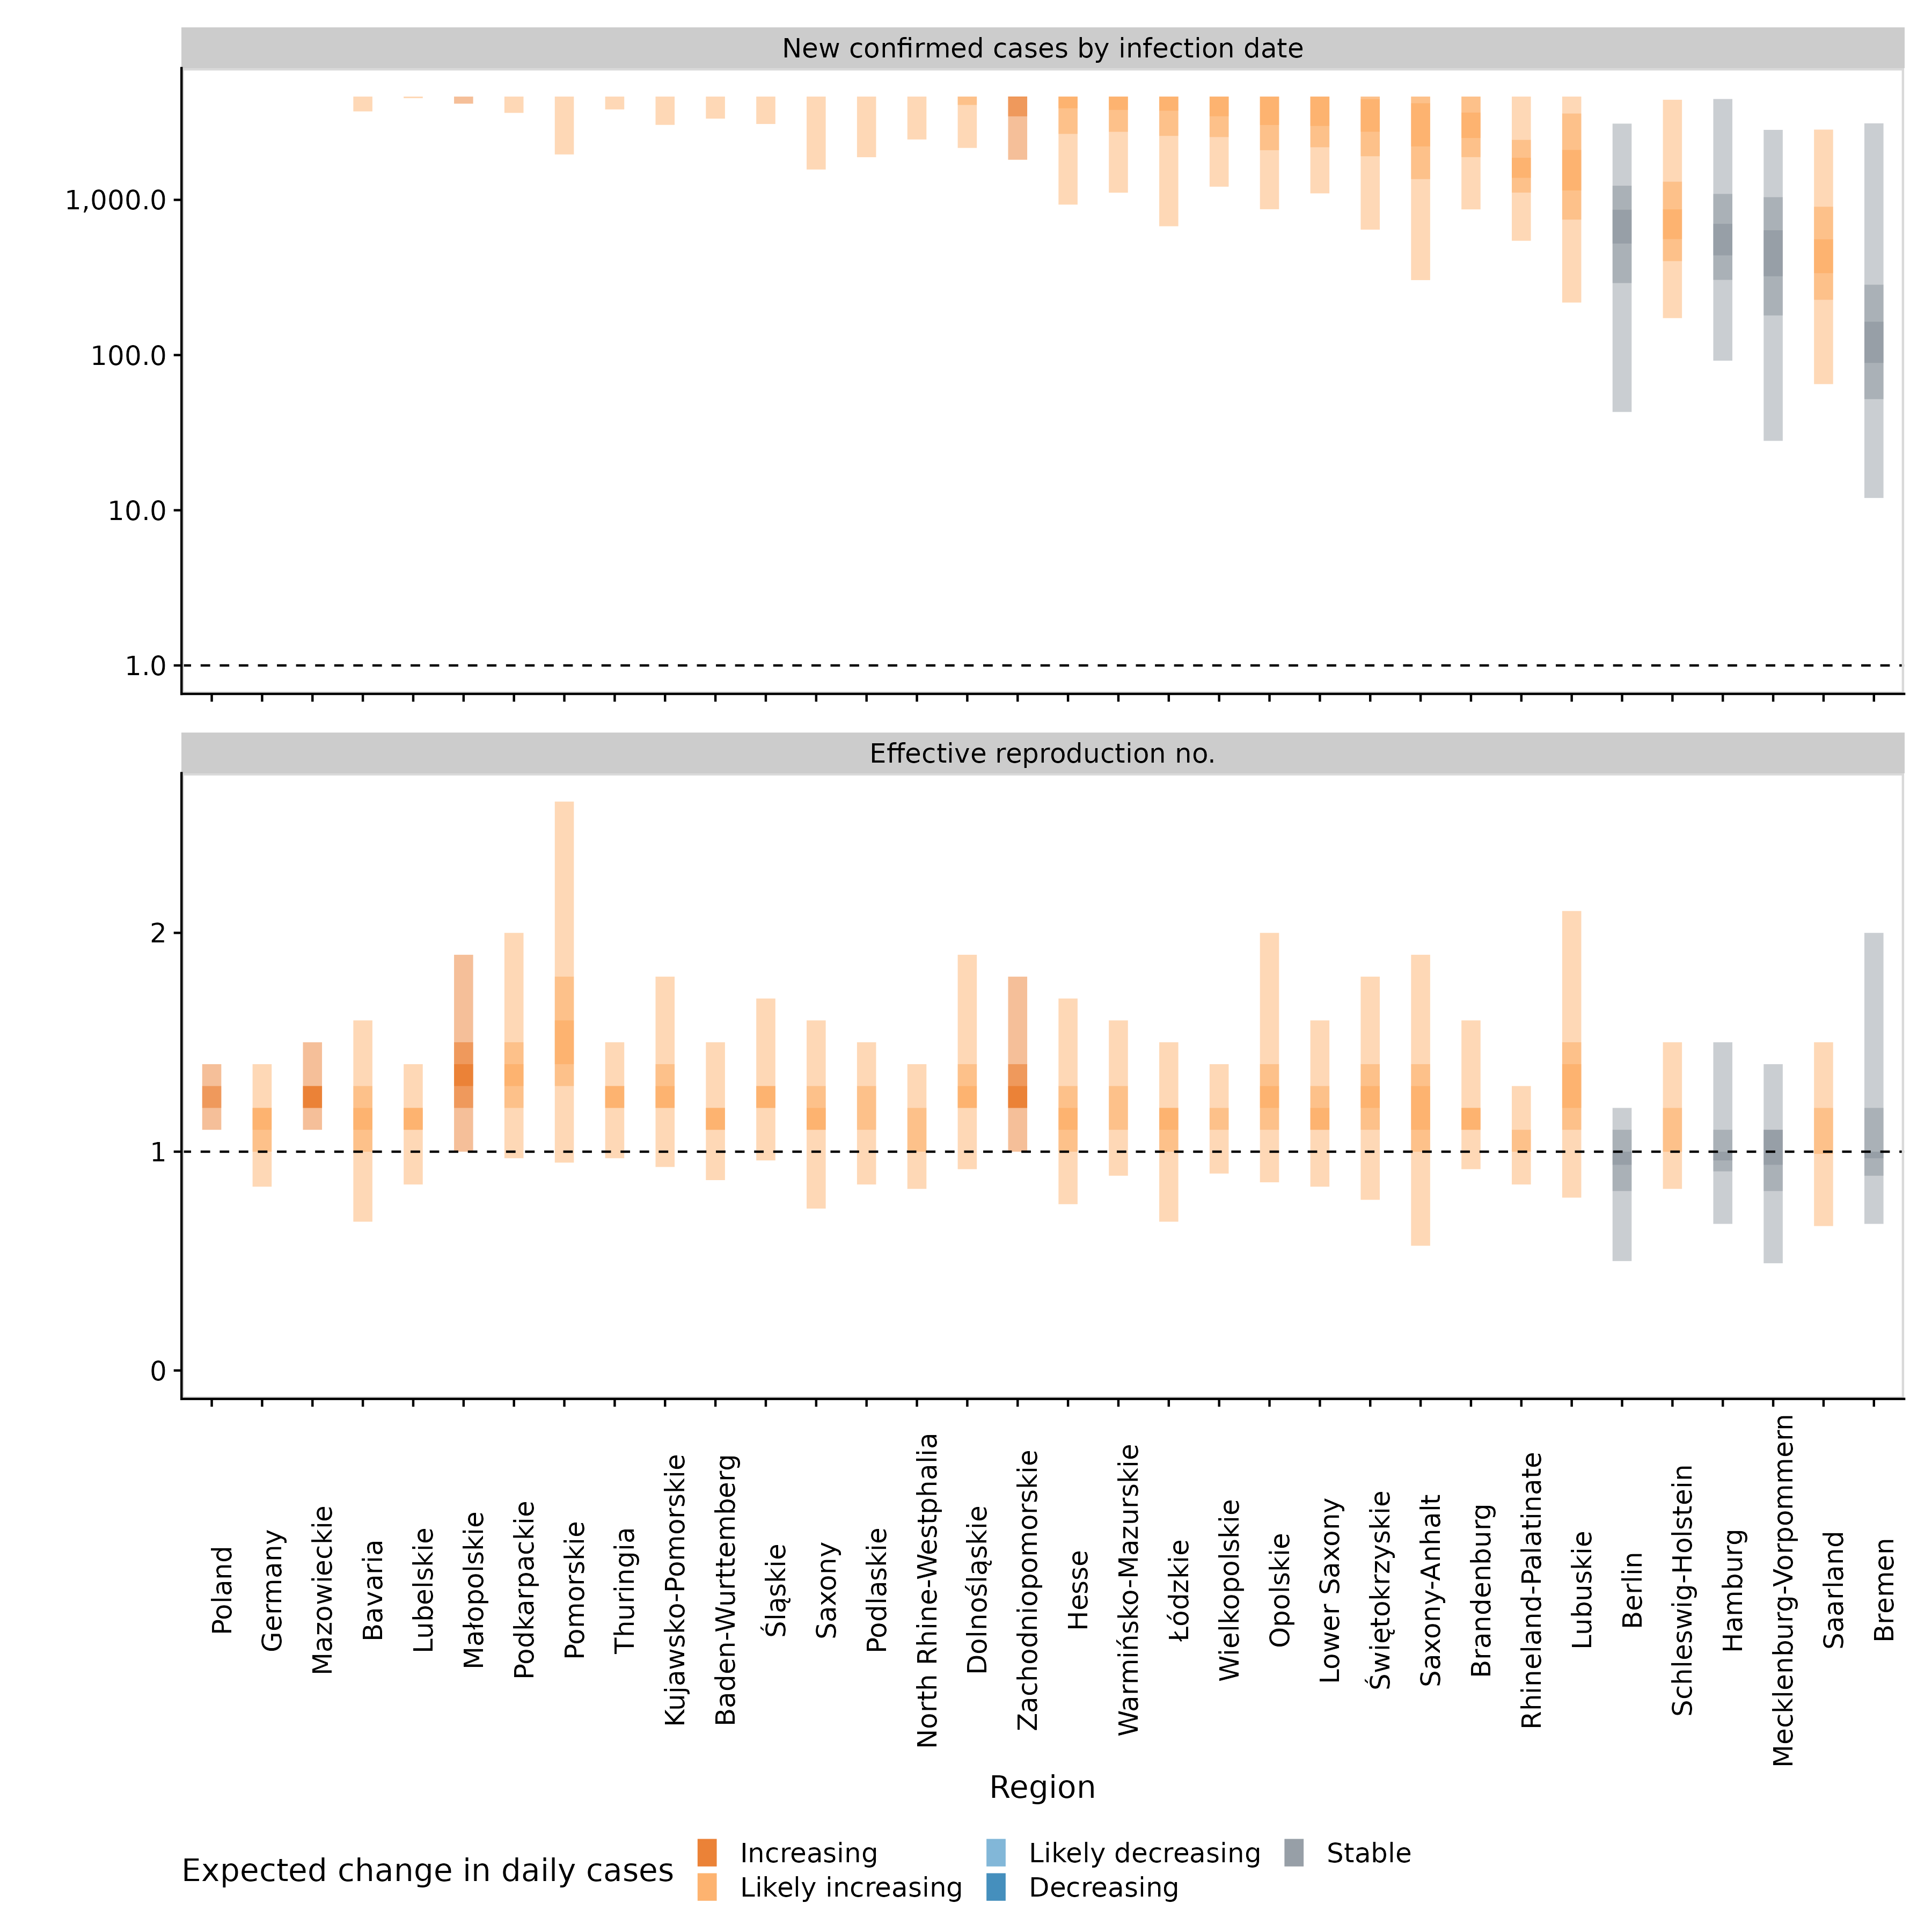 New confirmed cases by infection date
1,000.0
100.0
10.0
1.0
Effective reproduction no.
2
1
0
Poland
Germany
Mazowieckie
Bavaria
Lubelskie
Małopolskie
Podkarpackie
Pomorskie
Thuringia
Kujawsko-Pomorskie
Baden-Wurttemberg
Śląskie
Saxony
Podlaskie
North Rhine-Westphalia
Dolnośląskie
Zachodniopomorskie
Hesse
Warmińsko-Mazurskie
Łódzkie
Wielkopolskie
Opolskie
Lower Saxony
Świętokrzyskie
Saxony-Anhalt
Brandenburg
Rhineland-Palatinate
Lubuskie
Berlin
Schleswig-Holstein
Hamburg
Mecklenburg-Vorpommern
Saarland
Bremen
Region
Expected change in daily cases
Increasing
Likely increasing
Likely decreasing
Decreasing
Stable